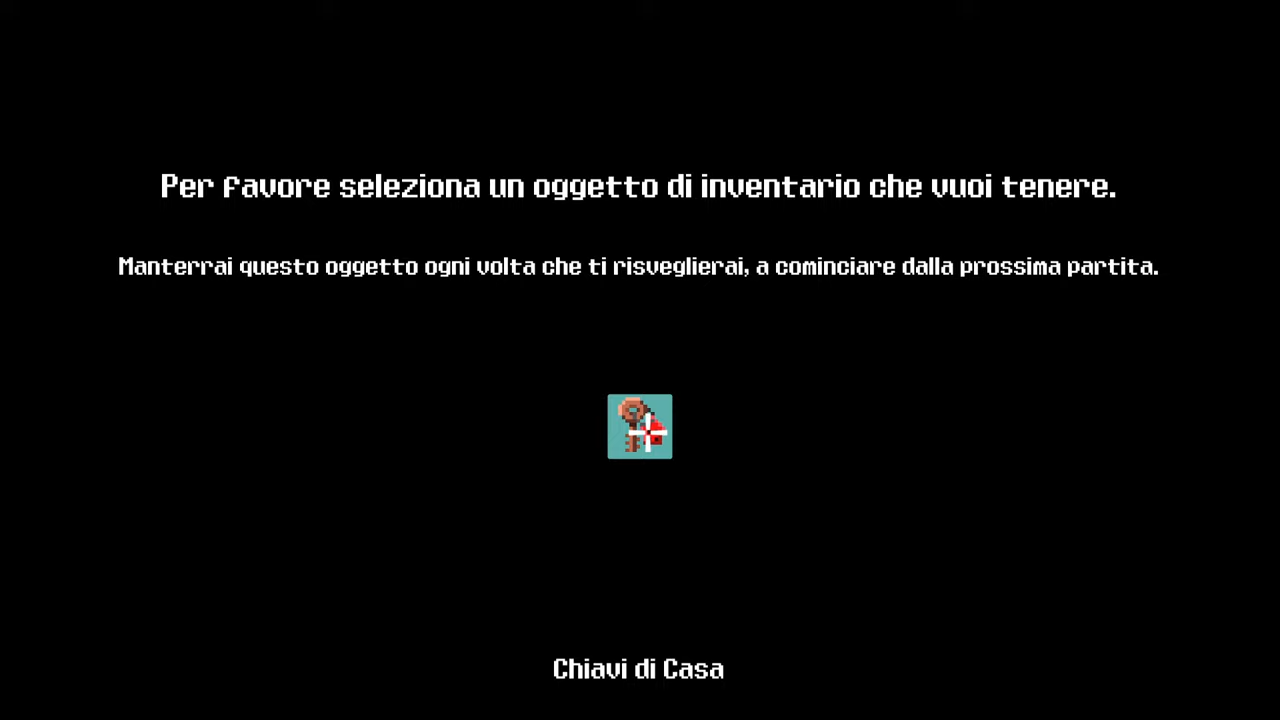 Per favore seleziona un oggetto di inventario che vuoi tenere.
Manterrai questo oggetto ogni volta che ti risveglierai, a cominciare dalla prossima partita.
Chiavi di Casa